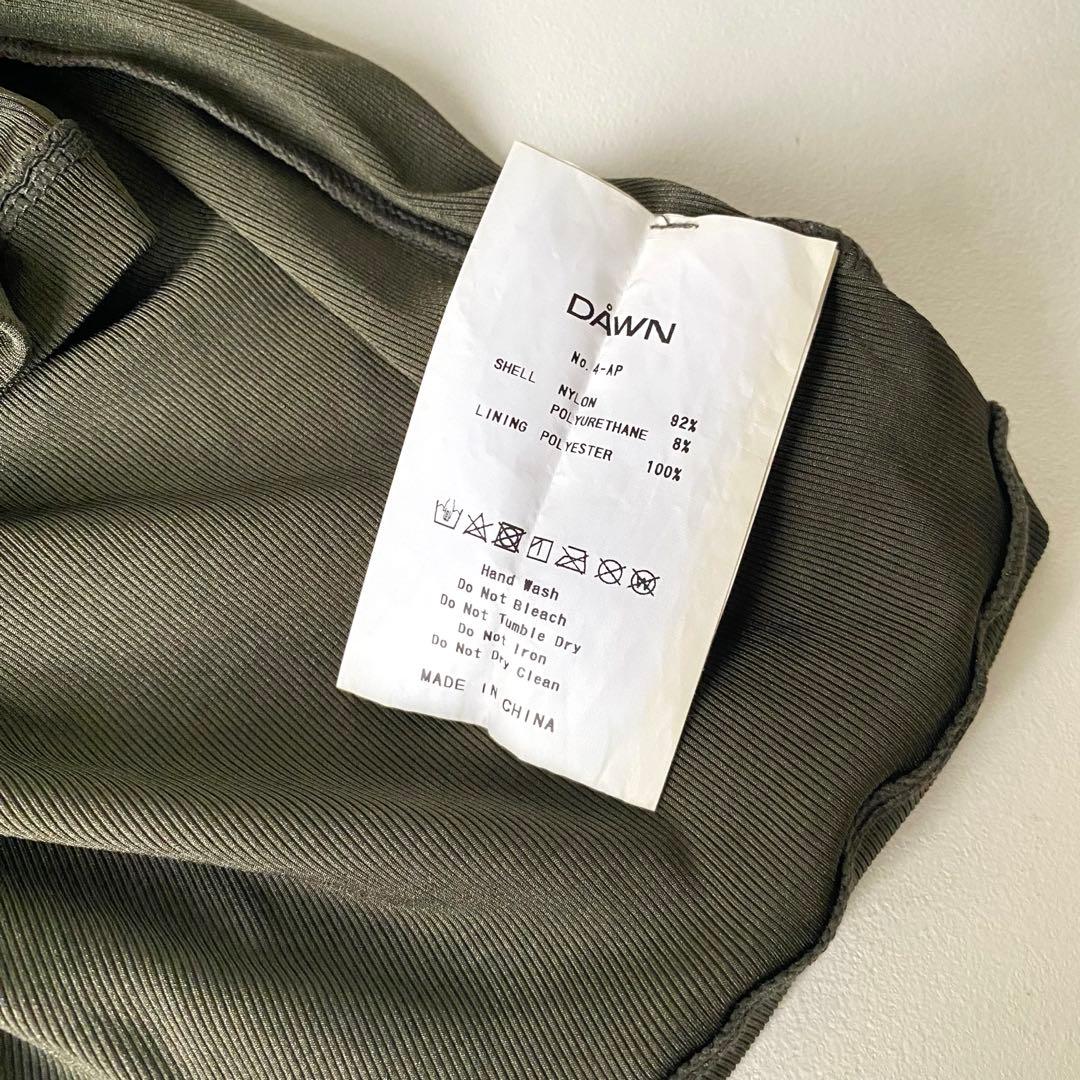 DÅWN
No. 4-AP
SHELL NYLON 92%
POLYURETHANE 8%
LINING POLYESTER 100%
Hand Wash
Do Not Bleach
Do Not Tumble Dry
Do Not Iron
Do Not Dry Clean
MADE IN CHINA